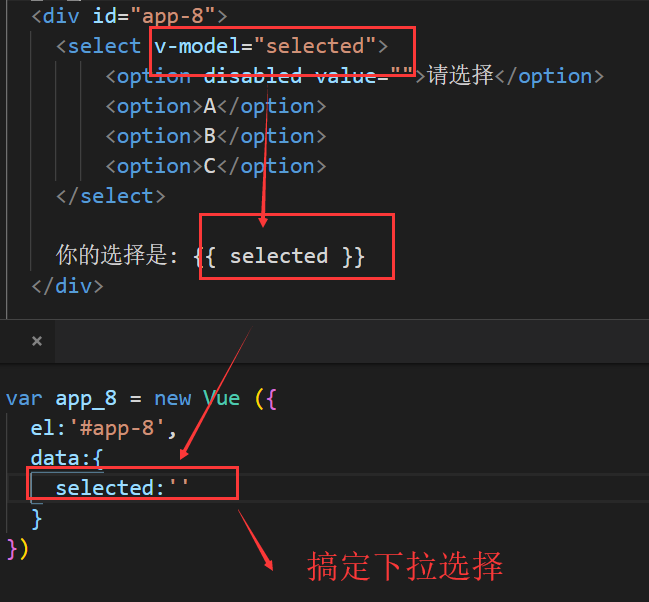 <div id="app-8">
<select v-model="selected">
<option disabled value="">请选择</option>
<option>A</option>
<option>B</option>
<option>C</option>
</select>
你的选择是: {{ selected }}
</div>
×
var app_8 = new Vue ({
el:'#app-8',
data:{
selected:''
}
})
搞定下拉选择